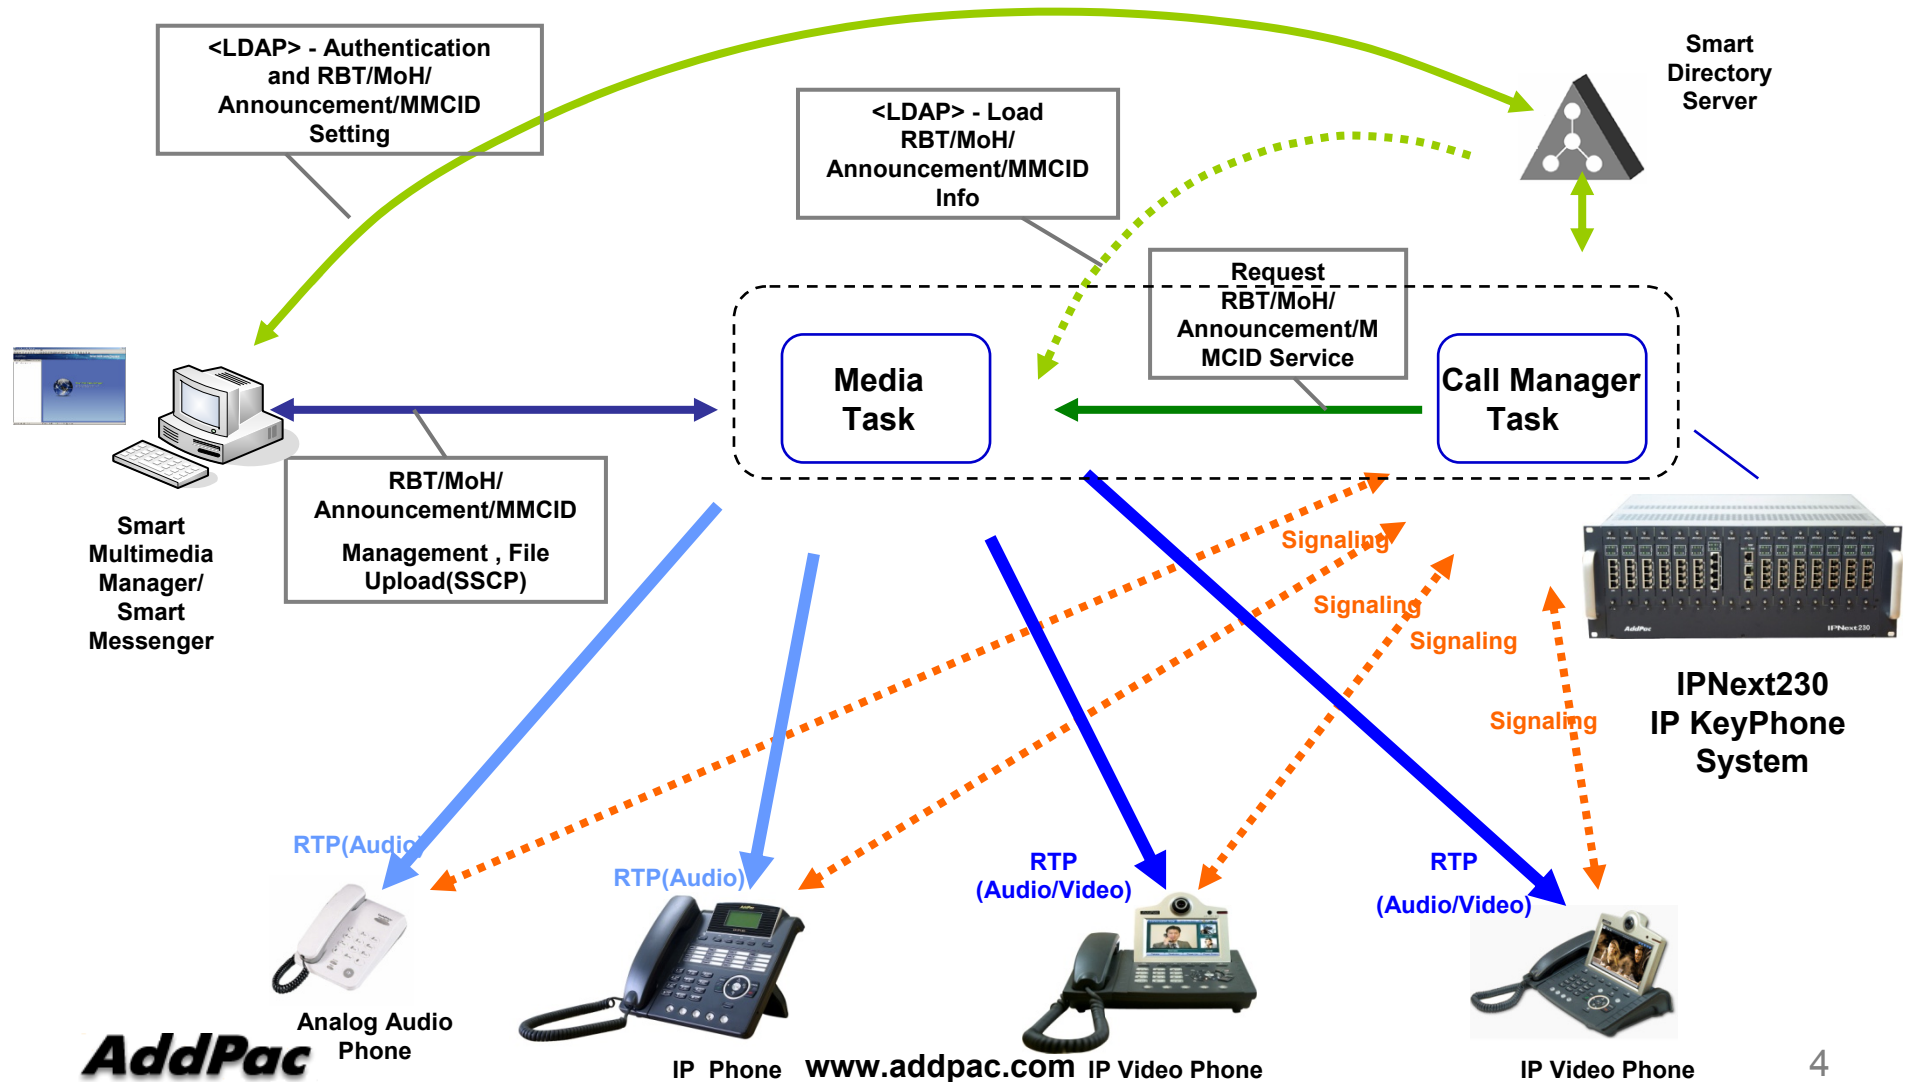 <LDAP> - Authentication
and RBT/MoH/
Announcement/MMCID
Setting
Smart
Directory
Server
<LDAP> - Load
RBT/MoH/
Announcement/MMCID
Info
Request
RBT/MoH/
Announcement/M
MCID Service
Media
Task
Call Manager
Task
RBT/MoH/
Announcement/MMCID
Management , File
Upload(SSCP)
Smart
Multimedia
Manager/
Smart
Messenger
Signaling
Signaling
Signaling
Signaling
AddPac
IPNext230
IPNext230
IP KeyPhone
System
RTP(Audio)
RTP(Audio)
RTP
(Audio/Video)
RTP
(Audio/Video)
Analog Audio
Phone
IP Phone
IP Video Phone
IP Video Phone
AddPac
www.addpac.com
4